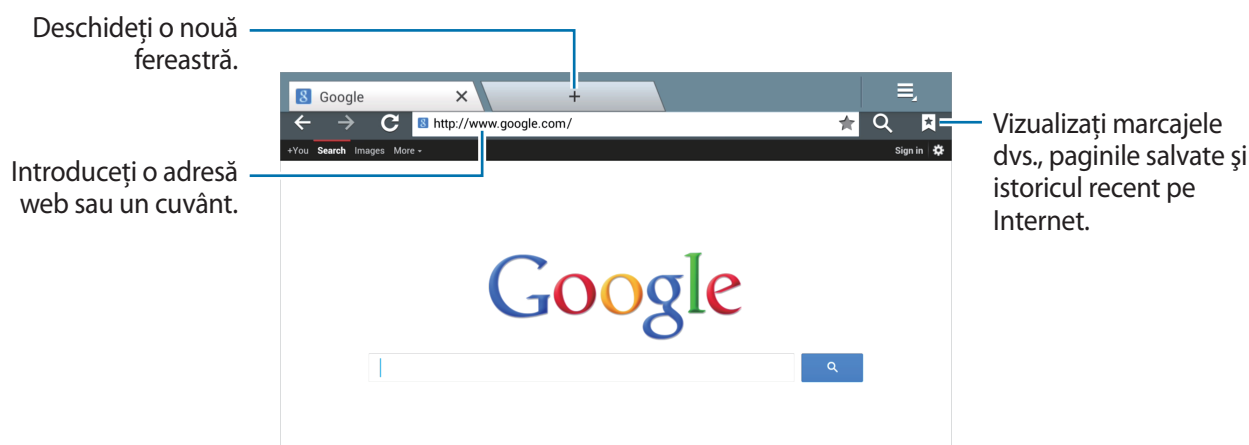 Deschideți o nouă
fereastră.
Google
http://www.google.com/
+You Search Images More
Sign in
Introduceți o adresă
web sau un cuvânt.
Vizualizați marcajele
dvs., paginile salvate şi
istoricul recent pe
Internet.
Google